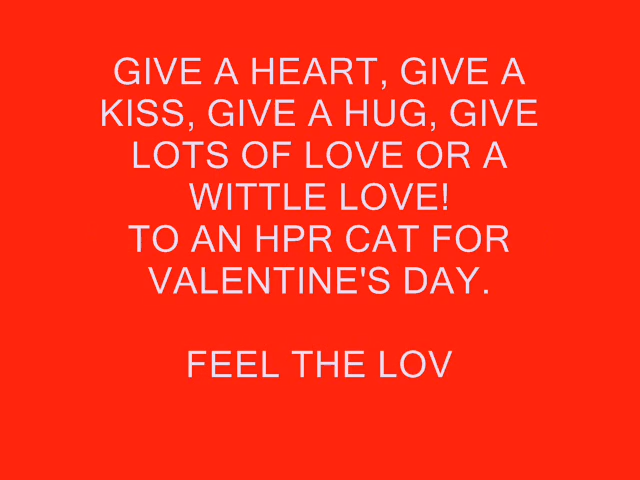 GIVE A HEART, GIVE A
KISS, GIVE A HUG, GIVE
LOTS OF LOVE OR A
WITTLE LOVE!
TO AN HPR CAT FOR
VALENTINE'S DAY.
FEEL THE LOV